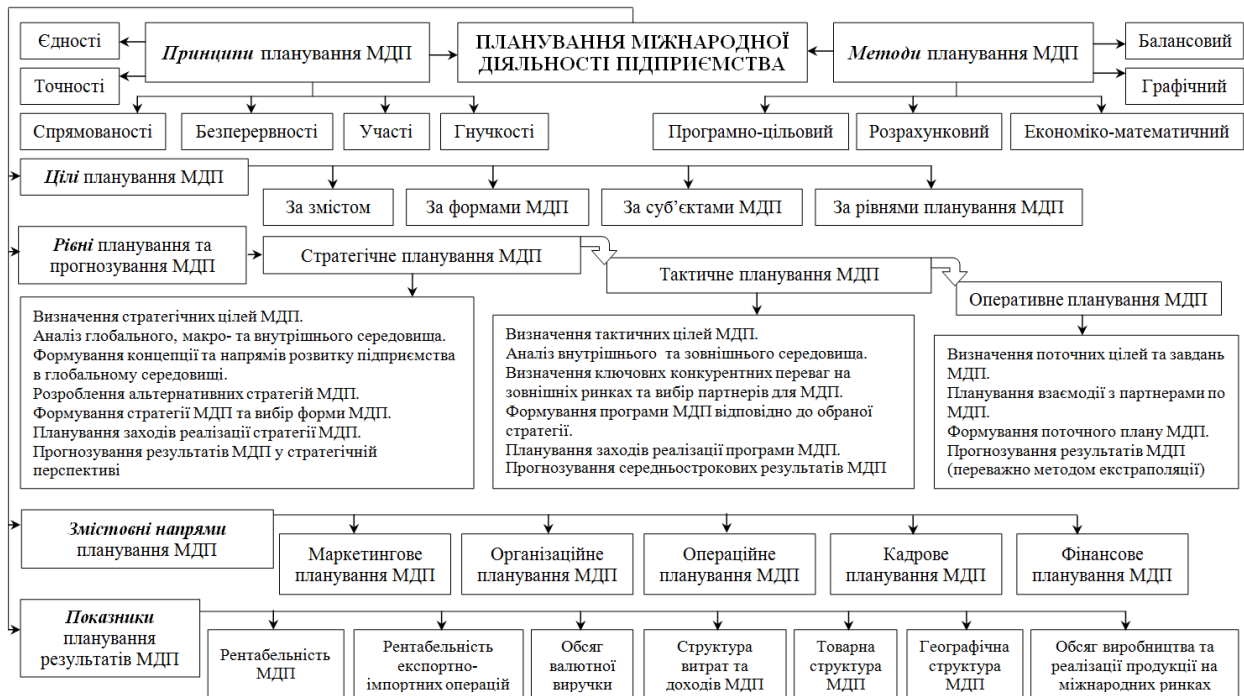 Єдності
Точності
Принципи планування МДП
ПЛАНУВАННЯ МІЖНАРОДНОЇ
ДІЯЛЬНОСТІ ПІДПРИЄМСТВА
Методи планування МДП
Балансовий
Графічний
Спрямованості
Безперервності
Участі
Гнучкості
Програмно-цільовий
Розрахунковий
Економіко-математичний
Цілі планування МДП
За змістом
За формами МДП
За суб’єктами МДП
За рівнями планування МДП
Рівні планування та
прогнозування МДП
Стратегічне планування МДП
Тактичне планування МДП
Оперативне планування МДП
Визначення стратегічних цілей МДП.
Аналіз глобального, макро- та внутрішнього середовища.
Формування концепції та напрямів розвитку підприємства
в глобальному середовищі.
Розроблення альтернативних стратегій МДП.
Формування стратегії МДП та вибір форми МДП.
Планування заходів реалізації стратегії МДП.
Прогнозування результатів МДП у стратегічній
перспективі
Визначення тактичних цілей МДП.
Аналіз внутрішнього та зовнішнього середовища.
Визначення ключових конкурентних переваг на
зовнішніх ринках та вибір партнерів для МДП.
Формування програми МДП відповідно до обраної
стратегії.
Планування заходів реалізації програми МДП.
Прогнозування середньострокових результатів МДП
Визначення поточних цілей та завдань
МДП.
Планування взаємодії з партнерами по
МДП.
Формування поточного плану МДП.
Прогнозування результатів МДП
(переважно методом екстраполяції)
Змістовні напрями
планування МДП
Маркетингове
планування МДП
Організаційне
планування МДП
Операційне
планування МДП
Кадрове
планування МДП
Фінансове
планування МДП
Показники
планування
результатів МДП
Рентабельність
МДП
Рентабельність
експортно-
імпортних операцій
Обсяг
валютної
виручки
Структура
витрат та
доходів МДП
Товарна
структура
МДП
Географічна
структура
МДП
Обсяг виробництва та
реалізації продукції на
міжнародних ринках